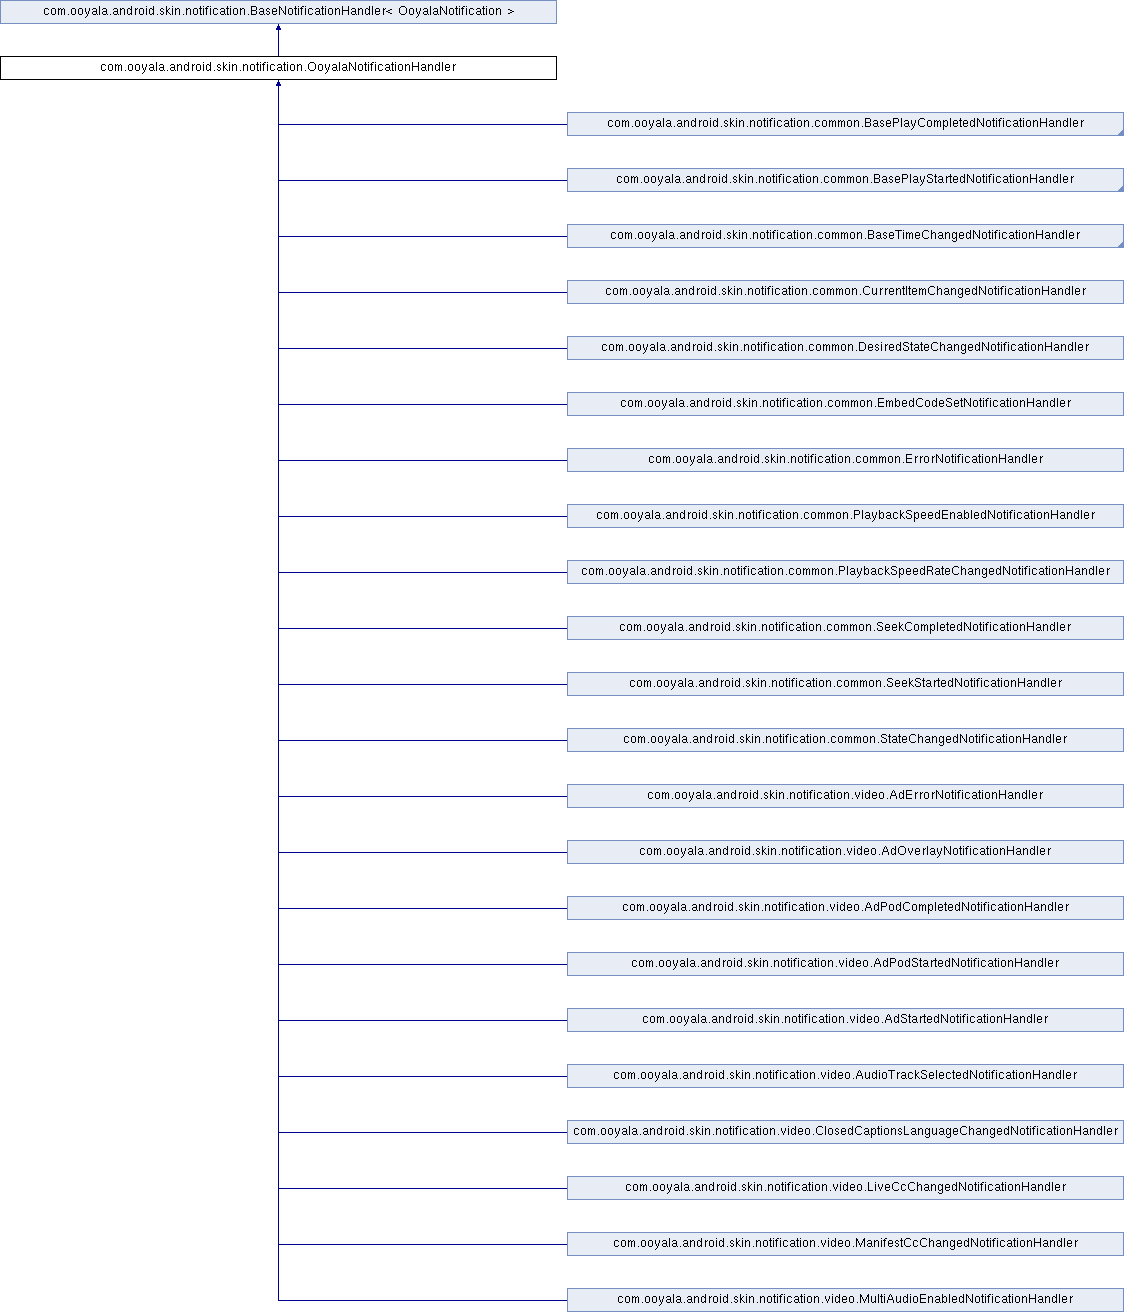 com.ooyala.android.skin.notification.BaseNotificationHandler< OoyalaNotification >
com.ooyala.android.skin.notification.OoyalaNotificationHandler
com.ooyala.android.skin.notification.common.BasePlayCompletedNotificationHandler
com.ooyala.android.skin.notification.common.BasePlayStartedNotificationHandler
com.ooyala.android.skin.notification.common.BaseTimeChangedNotificationHandler
com.ooyala.android.skin.notification.common.CurrentItemChangedNotificationHandler
com.ooyala.android.skin.notification.common.DesiredStateChangedNotificationHandler
com.ooyala.android.skin.notification.common.EmbedCodeSetNotificationHandler
com.ooyala.android.skin.notification.common.ErrorNotificationHandler
com.ooyala.android.skin.notification.common.PlaybackSpeedEnabledNotificationHandler
com.ooyala.android.skin.notification.common.PlaybackSpeedRateChangedNotificationHandler
com.ooyala.android.skin.notification.common.SeekCompletedNotificationHandler
com.ooyala.android.skin.notification.common.SeekStartedNotificationHandler
com.ooyala.android.skin.notification.common.StateChangedNotificationHandler
com.ooyala.android.skin.notification.video.AdErrorNotificationHandler
com.ooyala.android.skin.notification.video.AdOverlayNotificationHandler
com.ooyala.android.skin.notification.video.AdPodCompletedNotificationHandler
com.ooyala.android.skin.notification.video.AdPodStartedNotificationHandler
com.ooyala.android.skin.notification.video.AdStartedNotificationHandler
com.ooyala.android.skin.notification.video.AudioTrackSelectedNotificationHandler
com.ooyala.android.skin.notification.video.ClosedCaptionsLanguageChangedNotificationHandler
com.ooyala.android.skin.notification.video.LiveCcChangedNotificationHandler
com.ooyala.android.skin.notification.video.ManifestCcChangedNotificationHandler
com.ooyala.android.skin.notification.video.MultiAudioEnabledNotificationHandler